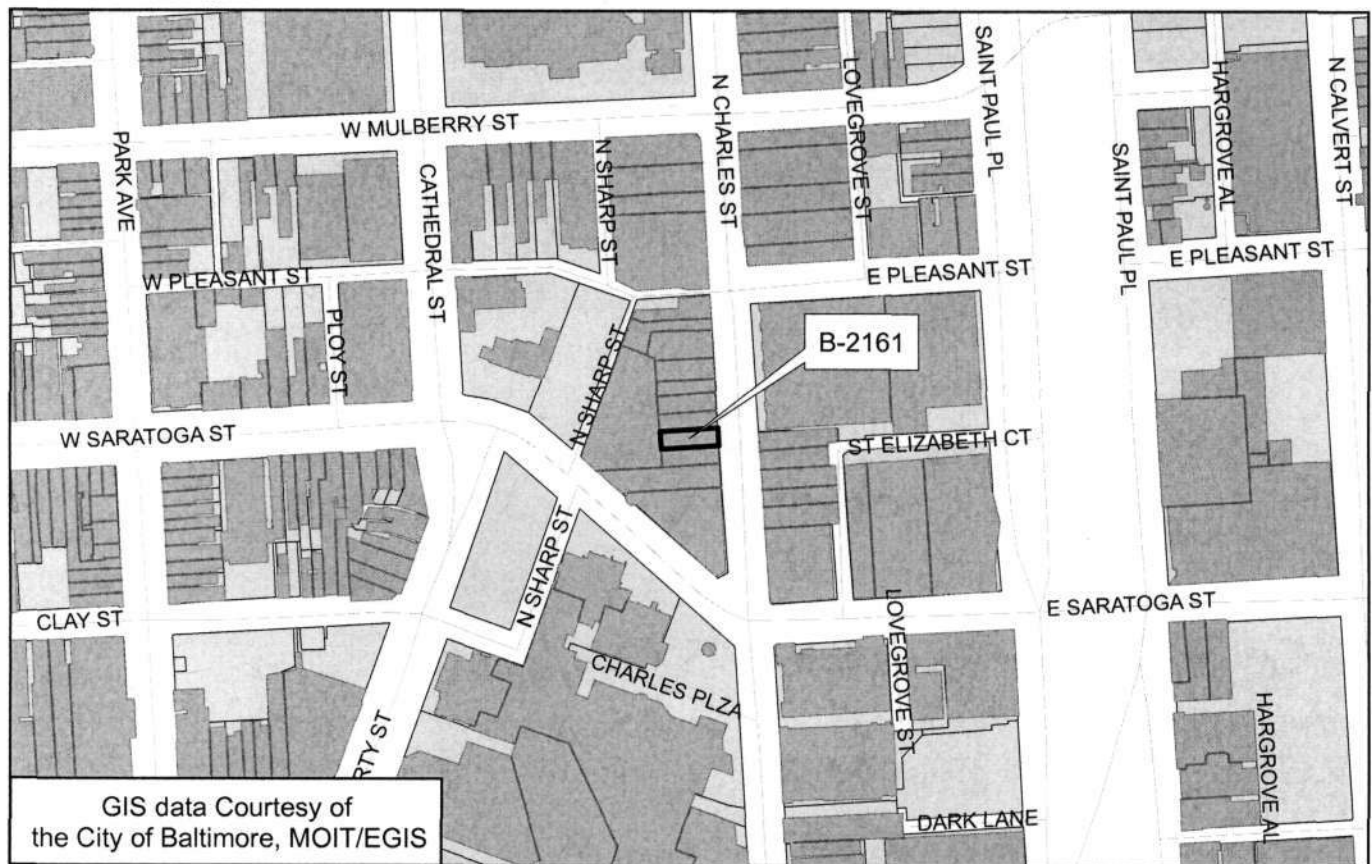 SAINT PAUL PL
HARGROVE AL
N CALVERT ST
LOVEGROVE ST
N CHARLES ST
W MULBERRY ST
N SHARP ST
PARK AVE
CATHEDRAL ST
SAINT PAUL PL
E PLEASANT ST
W PLEASANT ST
E PLEASANT ST
PLOY ST
N SHARP ST
B-2161
W SARATOGA ST
ST ELIZABETH CT
N SHARP ST
CLAY ST
E SARATOGA ST
LOVEGROVE ST
CHARLES PLZA
HARGROVE AL
RTY ST
DARK LANE
GIS data Courtesy of
the City of Baltimore, MOIT/EGIS